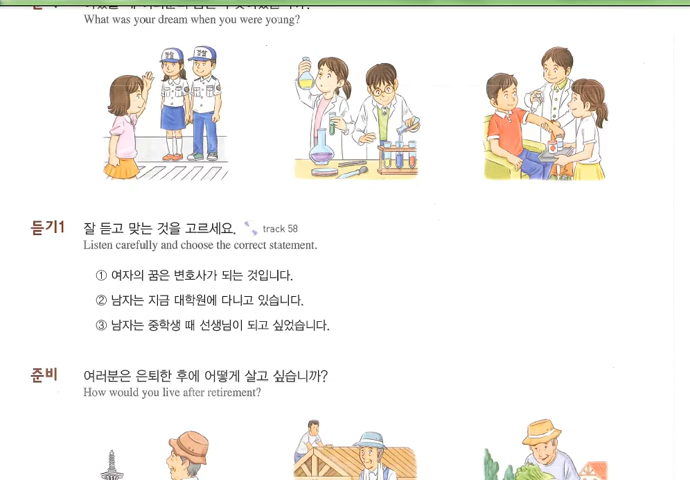 What was your dream when you were young?
경찰 경찰
듣기1 잘 듣고 맞는 것을 고르세요. track 58
Listen carefully and choose the correct statement.
① 여자의 꿈은 변호사가 되는 것입니다.
② 남자는 지금 대학원에 다니고 있습니다.
③ 남자는 중학생 때 선생님이 되고 싶었습니다.
준비 여러분은 은퇴한 후에 어떻게 살고 싶습니까?
How would you live after retirement?